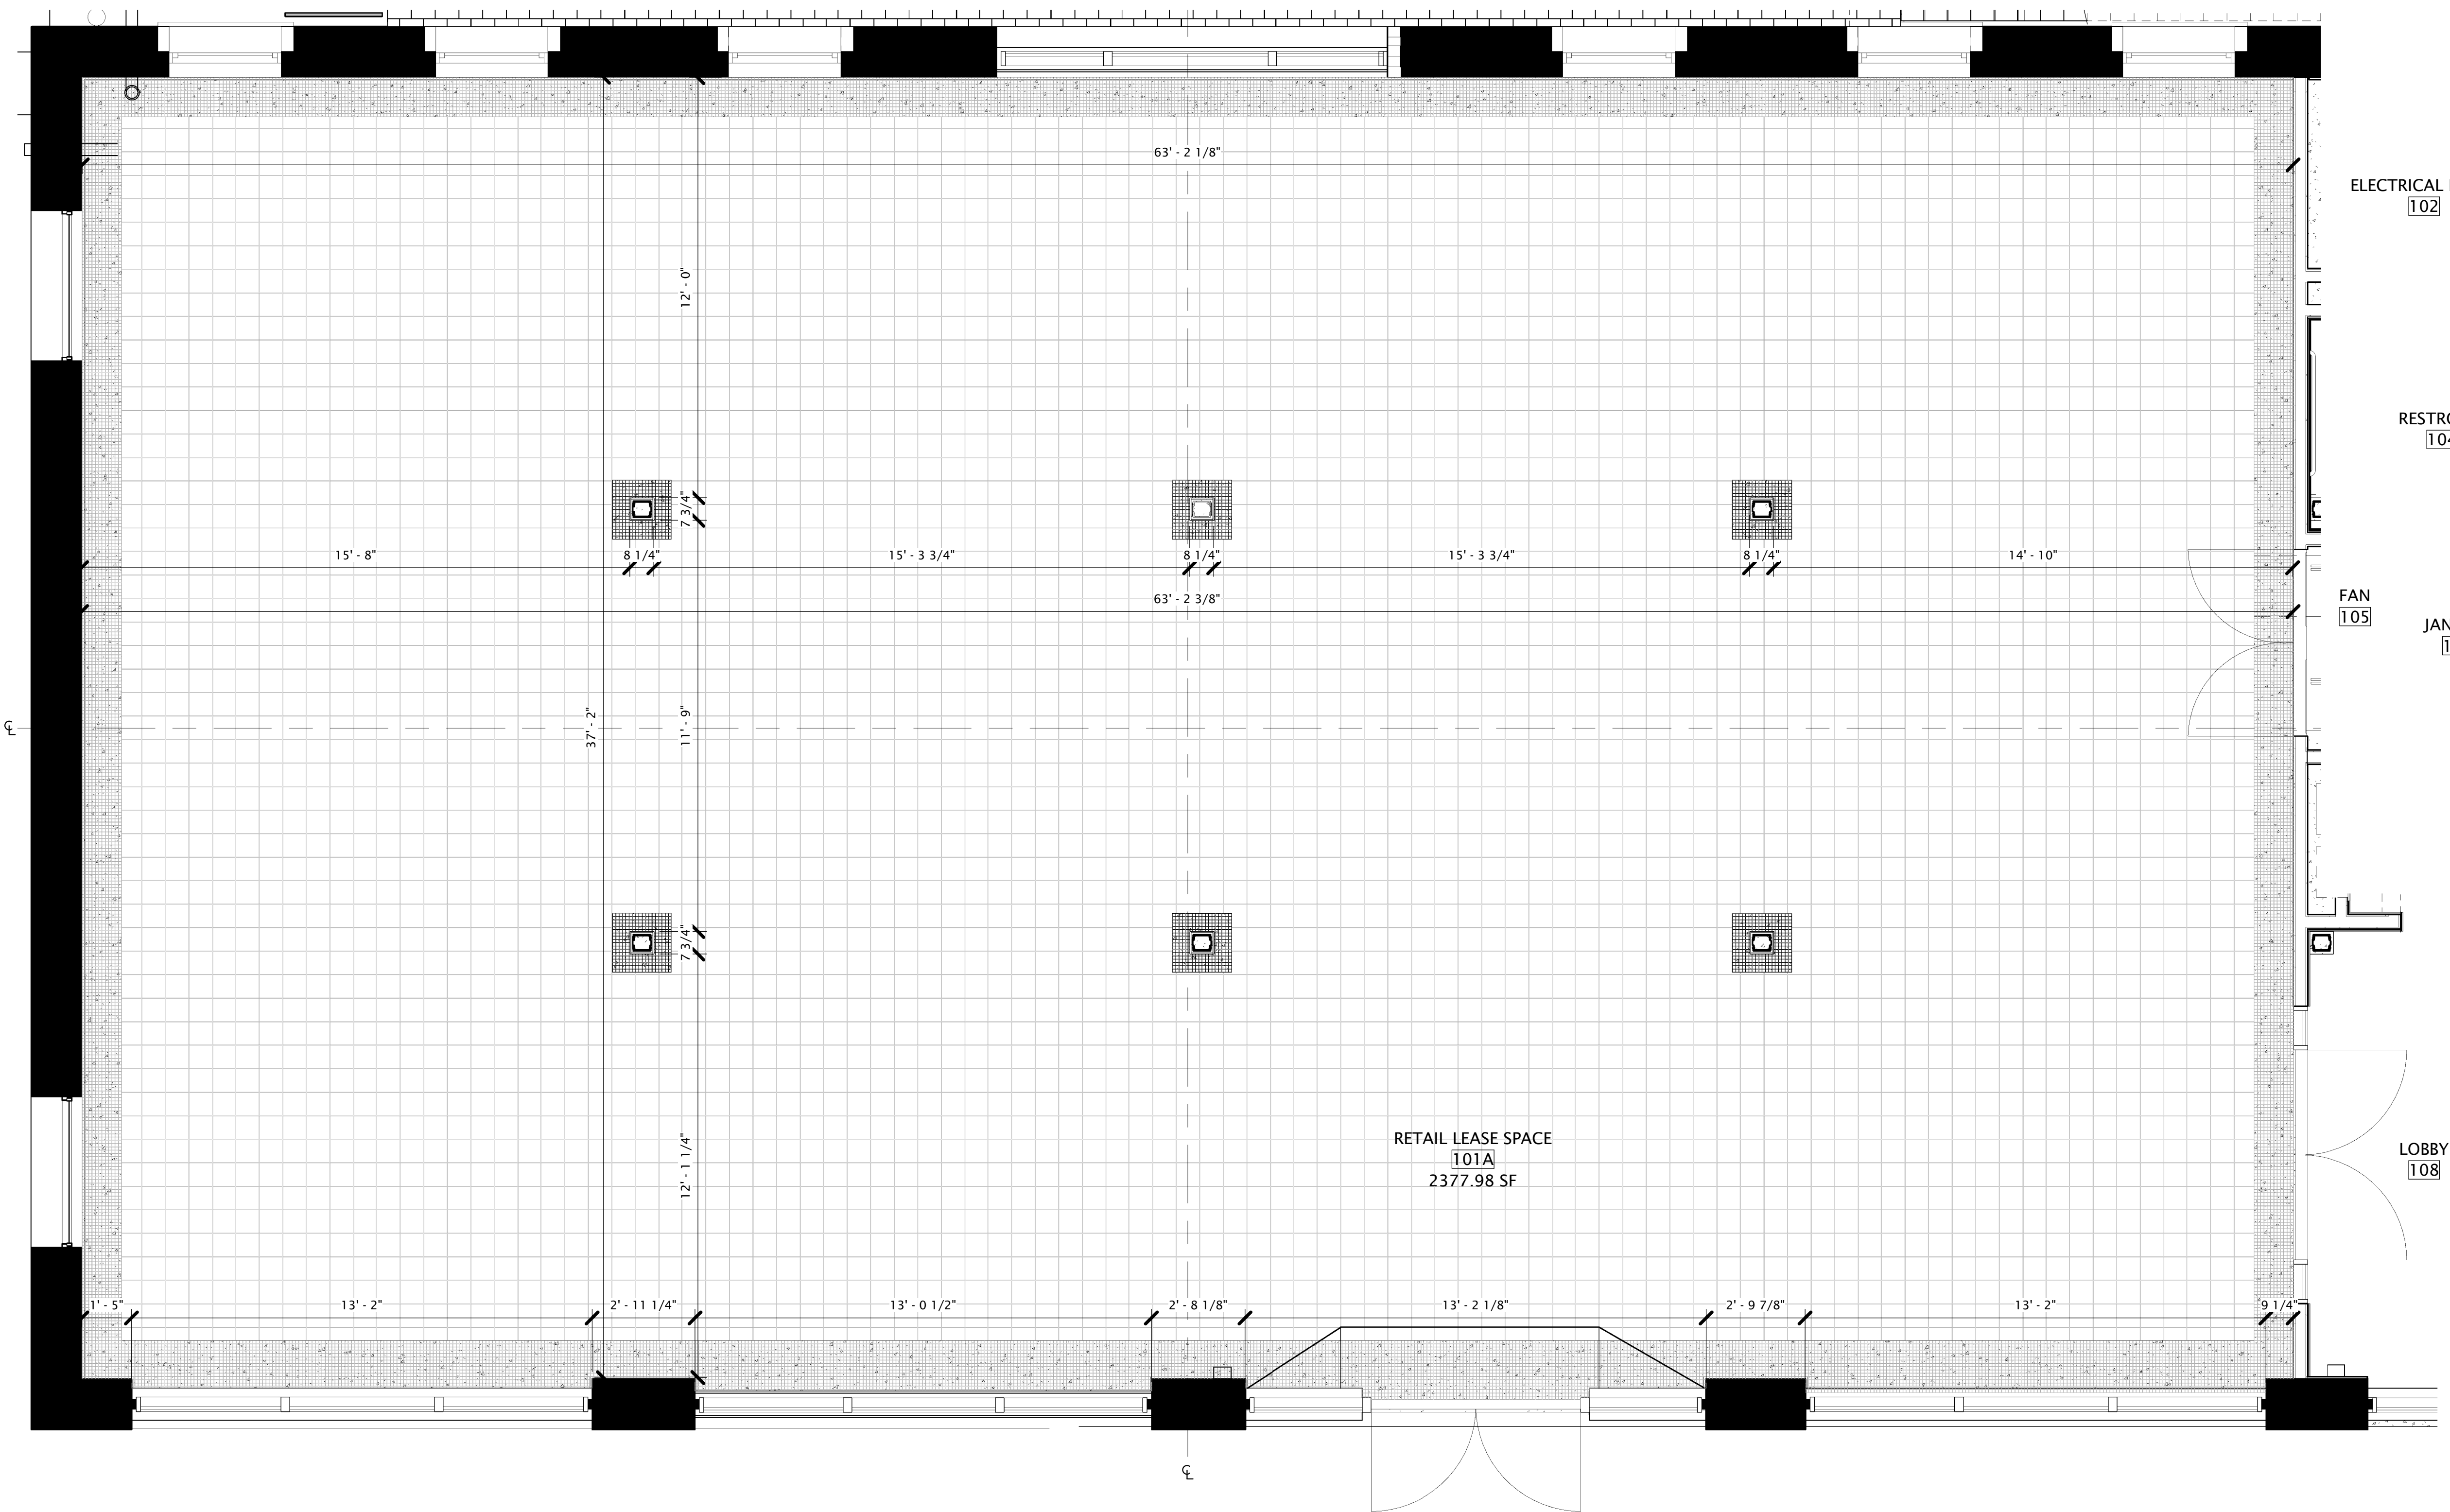 63' - 2 1/8"
ELECTRICAL
102
12' - 0"
104
7 3/4"
15' - 8"
8 1/4"
15' - 3 3/4"
8 1/4"
15' - 3 3/4"
8 1/4"
14' - 10"
63' - 2 3/8"
FAN
105
37' - 2"
11' - 9"
℄
7 3/4"
12' - 1 1/4"
RETAIL LEASE SPACE
101A
2377.98 SF
LOBBY
108
1' - 5"
13' - 2"
2' - 11 1/4"
13' - 0 1/2"
2' - 8 1/8"
13' - 2 1/8"
2' - 9 7/8"
13' - 2"
9 1/4"
℄